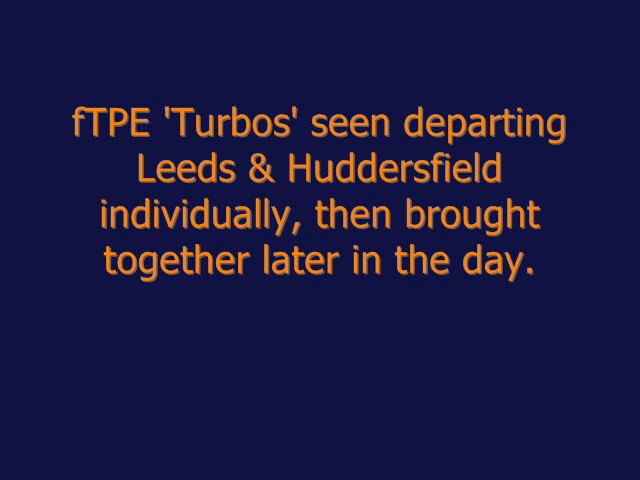 fTPE 'Turbos' seen departing
Leeds & Huddersfield
individually, then brought
together later in the day.